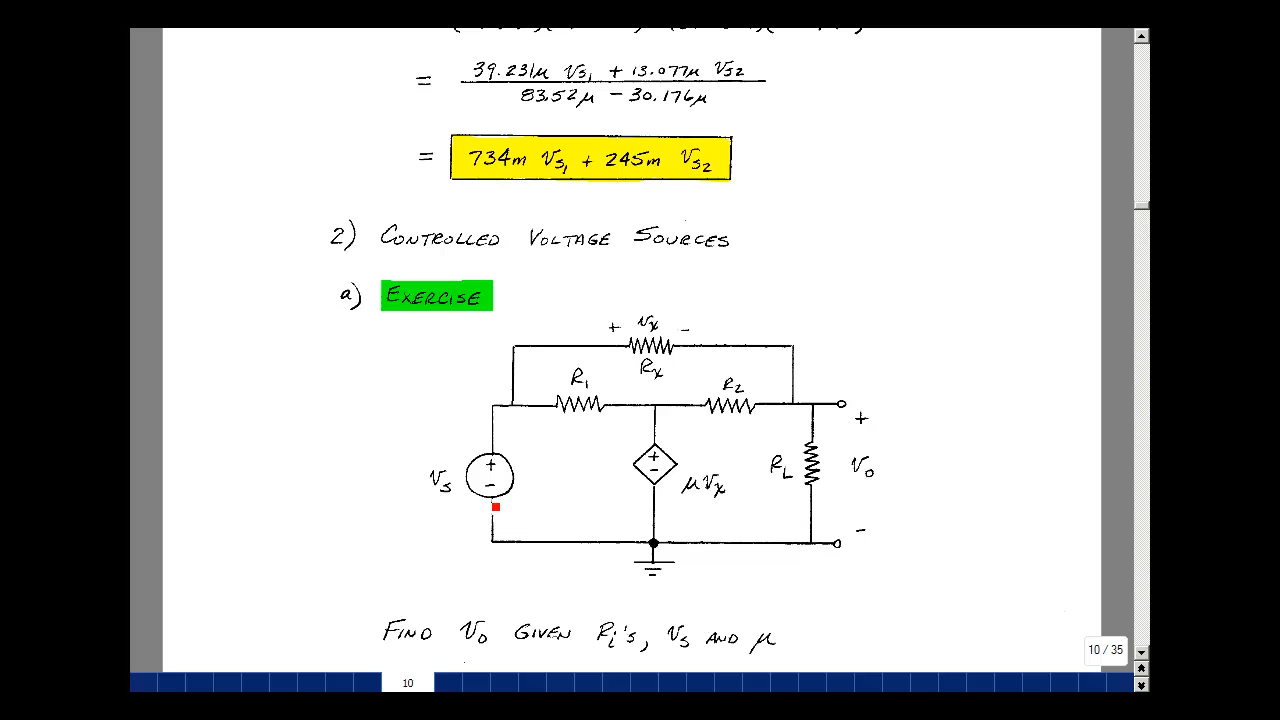 = 39.231μ Vs₁ + 13.077μ Vs₂
83.52μ − 30.176μ
= 734m Vs₁ + 245m Vs₂
2) CONTROLLED VOLTAGE SOURCES
a) EXERCISE
+ Vx -
Rx
R₁
R₂
+
+
-
Vs
+
-
μVx
RL
Vo
-
FIND Vo GIVEN Ri's, Vs AND μ
10 / 35
10